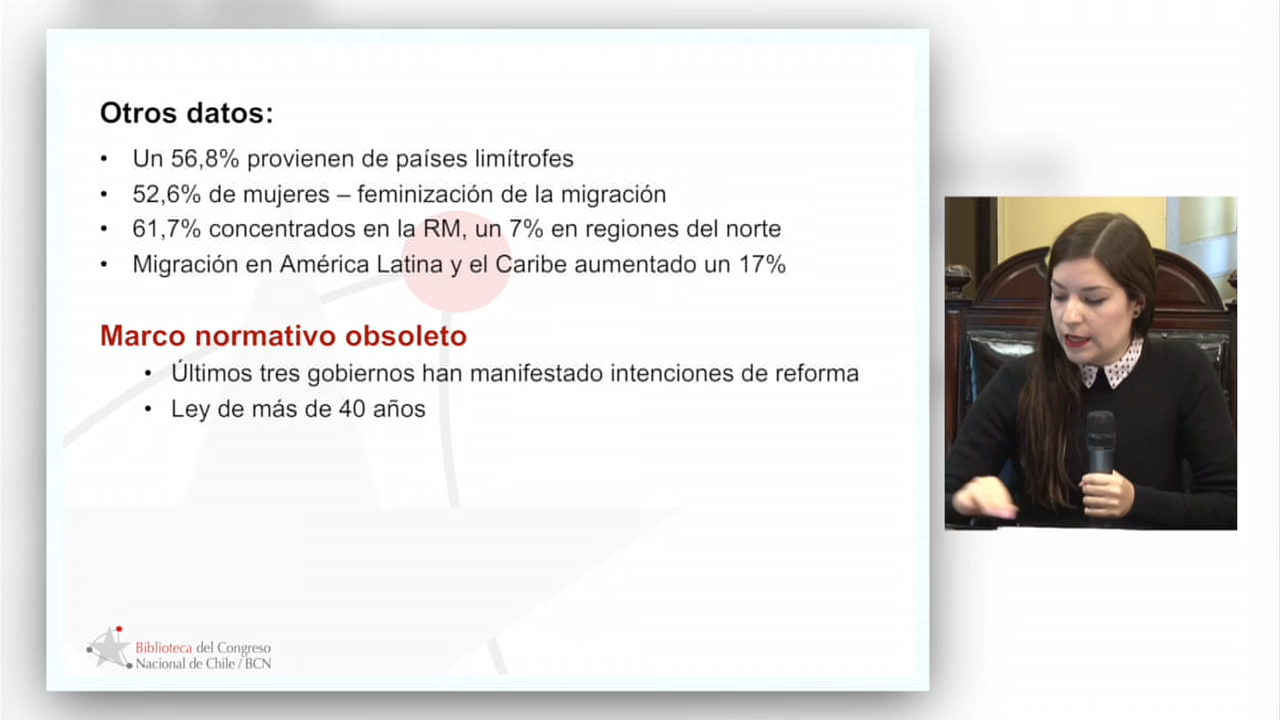 Otros datos:
• Un 56,8% provienen de países limítrofes
• 52,6% de mujeres – feminización de la migración
• 61,7% concentrados en la RM, un 7% en regiones del norte
• Migración en América Latina y el Caribe aumentado un 17%
Marco normativo obsoleto
• Últimos tres gobiernos han manifestado intenciones de reforma
• Ley de más de 40 años
Biblioteca del Congreso
Nacional de Chile / BCN